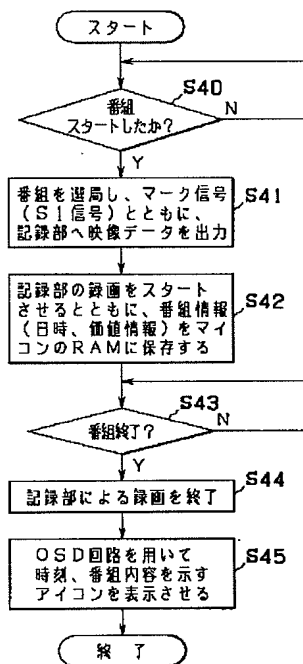 スタート
S40
番組
スタートしたか?
N
Y
S41
番組を選局し、マーク信号
(S1信号)とともに、
記録部へ映像データを出力
S42
記録部の録画をスタート
させるとともに、番組情報
(日時、価値情報)をマイ
コンのRAMに保存する
S43
番組終了?
N
Y
S44
記録部による録画を終了
S45
OSD回路を用いて
時刻、番組内容を示す
アイコンを表示させる
終了